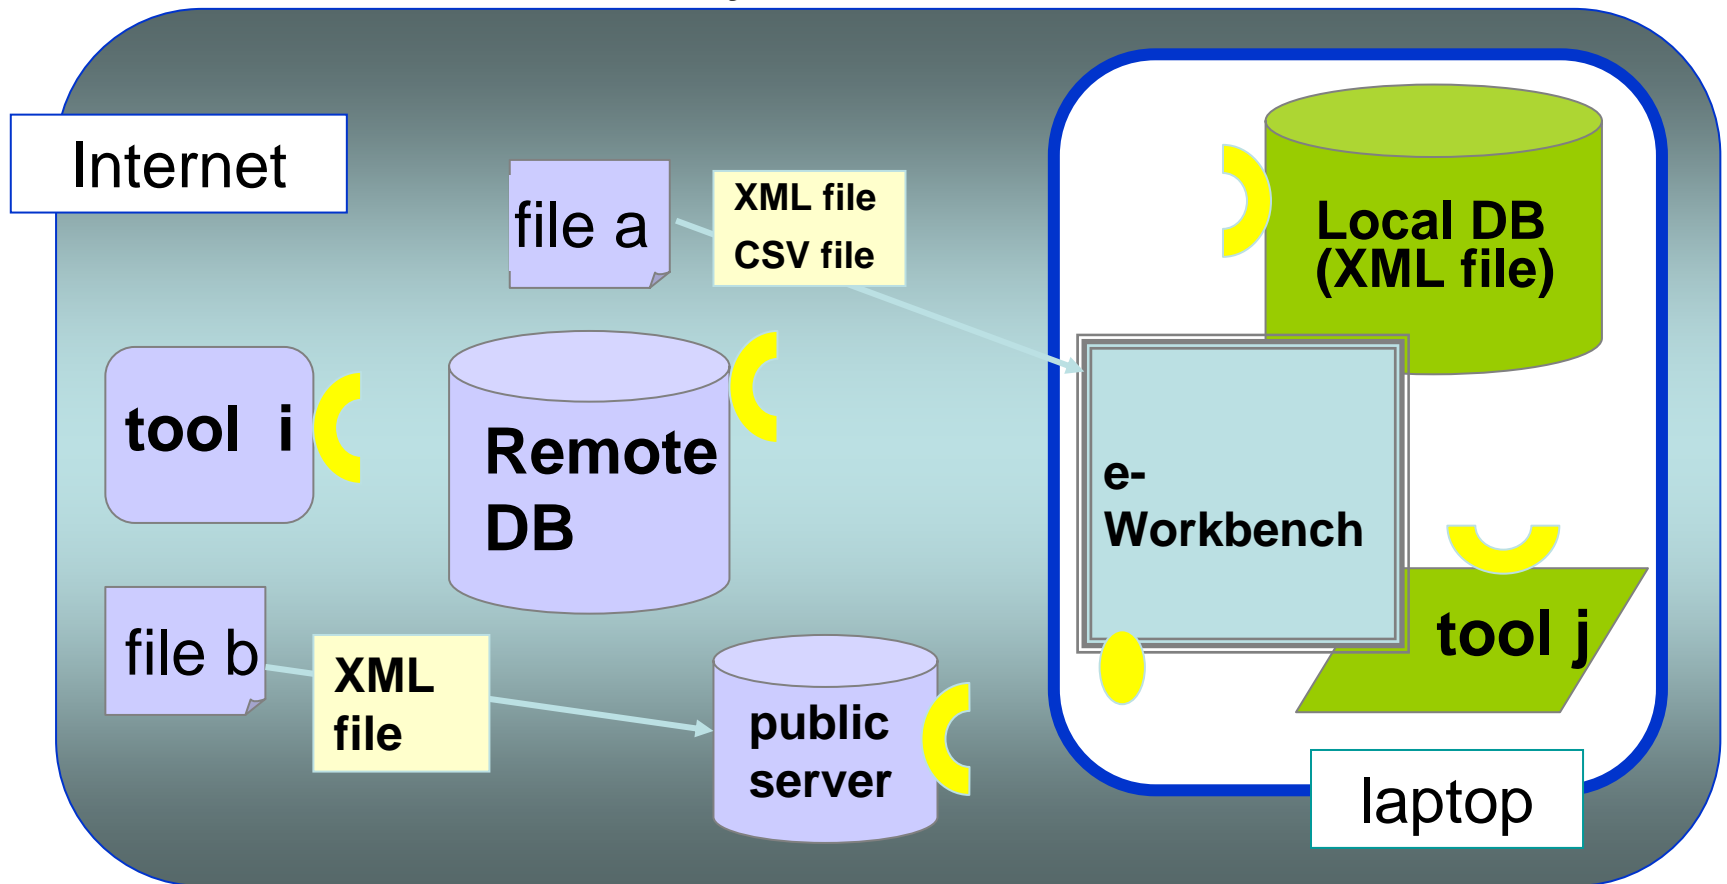 Internet
file a
XML file
CSV file
Local DB
(XML file)
tool i
Remote
DB
e-
Workbench
file b
XML
file
tool j
public
server
laptop